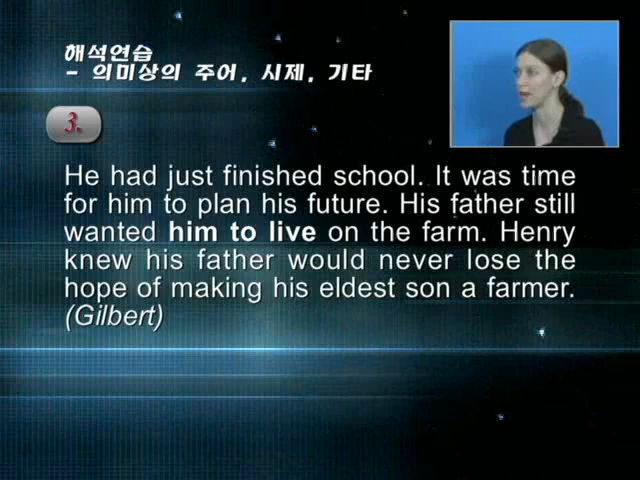 해석연습
- 의미상의 주어, 시제, 기타
3.
He had just finished school. It was time
for him to plan his future. His father still
wanted him to live on the farm. Henry
knew his father would never lose the
hope of making his eldest son a farmer.
(Gilbert)